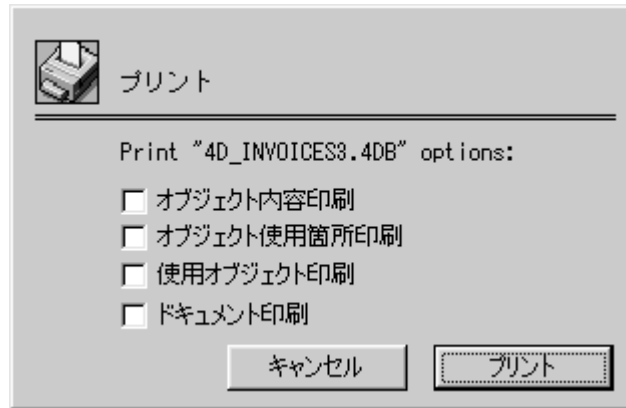 プリント
Print "4D_INVOICES3.4DB" options:
オブジェクト内容印刷
オブジェクト使用箇所印刷
使用オブジェクト印刷
ドキュメント印刷
キャンセル プリント